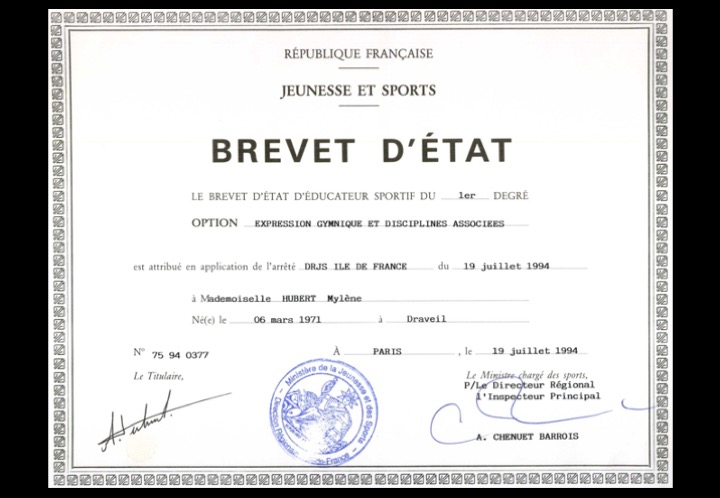 RÉPUBLIQUE FRANÇAISE
JEUNESSE ET SPORTS
BREVET D'ÉTAT
LE BREVET D'ÉTAT D'ÉDUCATEUR SPORTIF DU 1er DEGRÉ
OPTION EXPRESSION GYMNIQUE ET DISCIPLINES ASSOCIEES
est attribué en application de l'arrêté DRJS ILE DE FRANCE du 19 juillet 1994
à Mademoiselle HUBERT Mylène
Né(e) le 06 mars 1971 à Draveil
N° 75 94 0377 À PARIS , le 19 juillet 1994
Le Titulaire,
Le Ministre chargé des sports,
P/Le Directeur Régional
l'Inspecteur Principal
A. CHENUET BARROIS
Ministère de la Jeunesse et des Sports